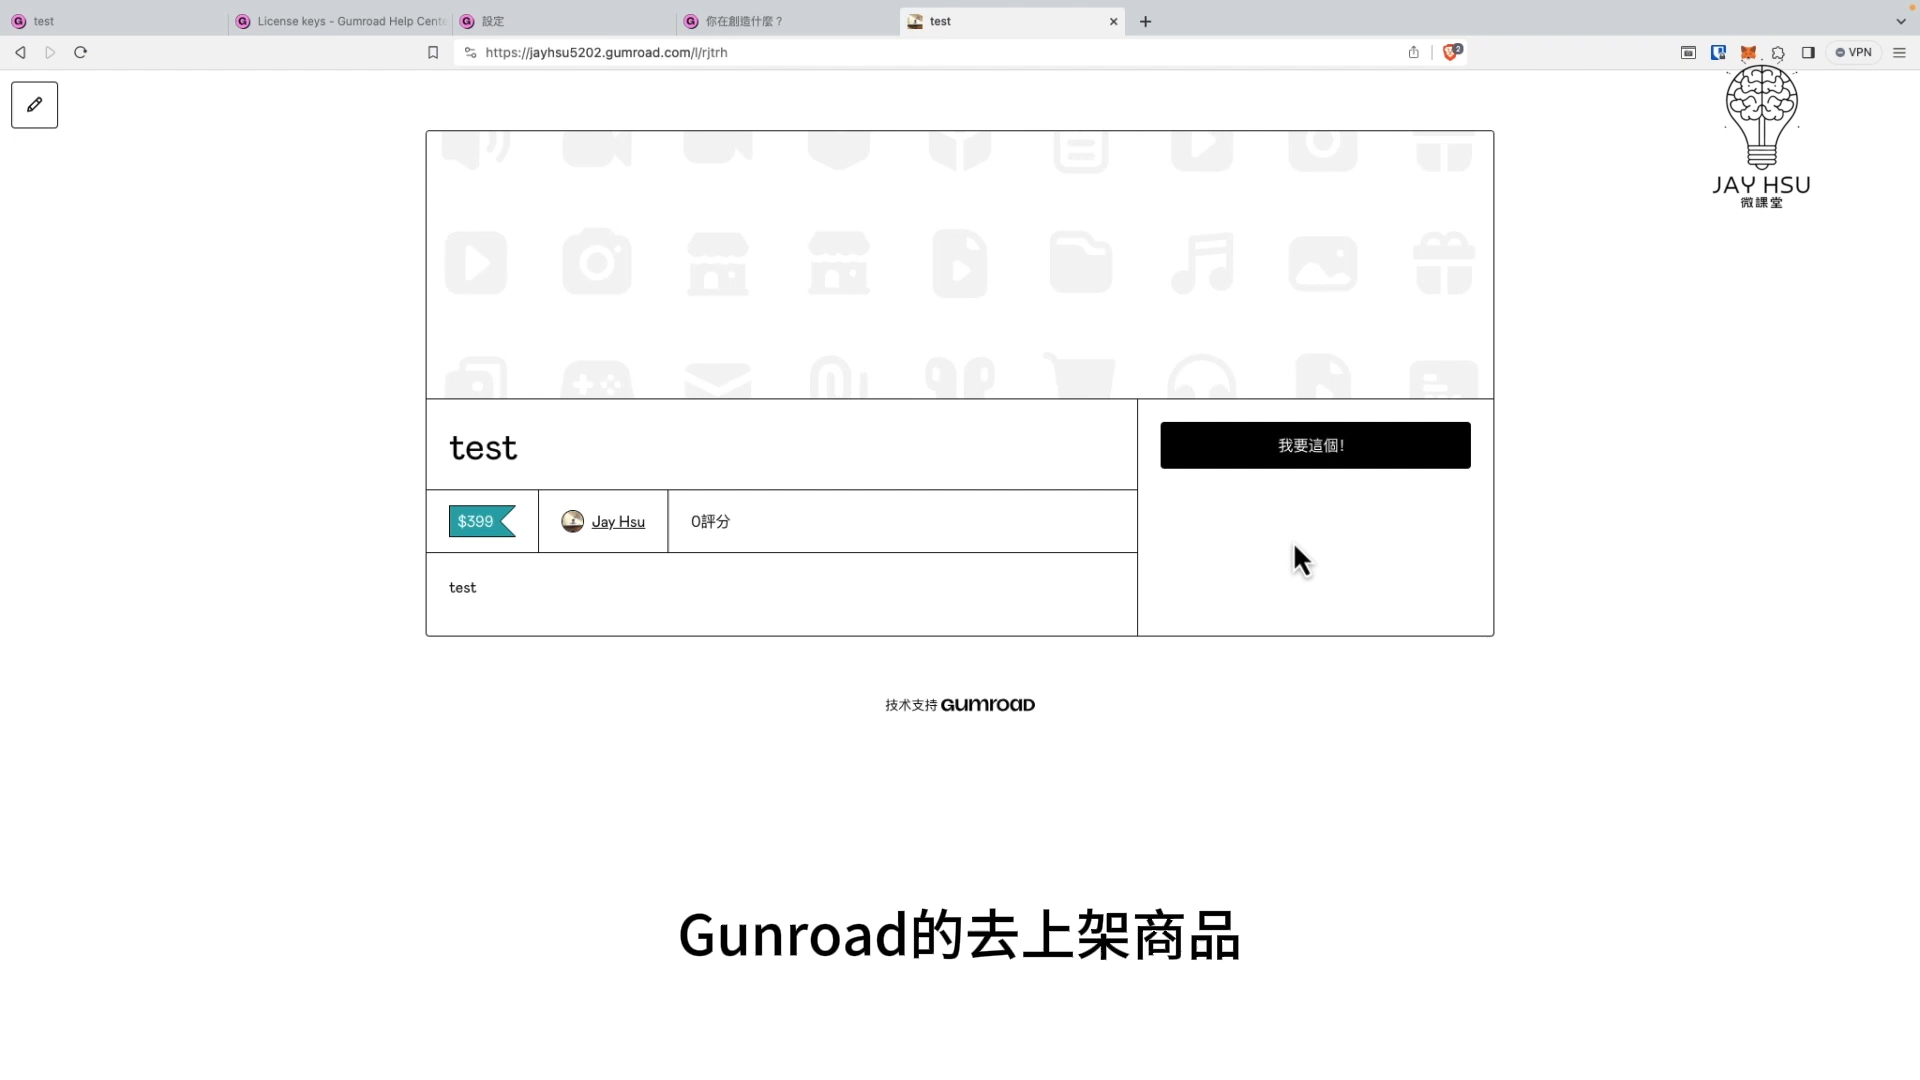 test
License keys - Gumroad Help Cente
設定
你在創造什麼？
test
https://jayhsu5202.gumroad.com/l/rjtrh
2
VPN
JAY HSU
微課堂
test
我要這個!
$399
Jay Hsu
0評分
test
技术支持 GUMROAD
Gunroad的去上架商品